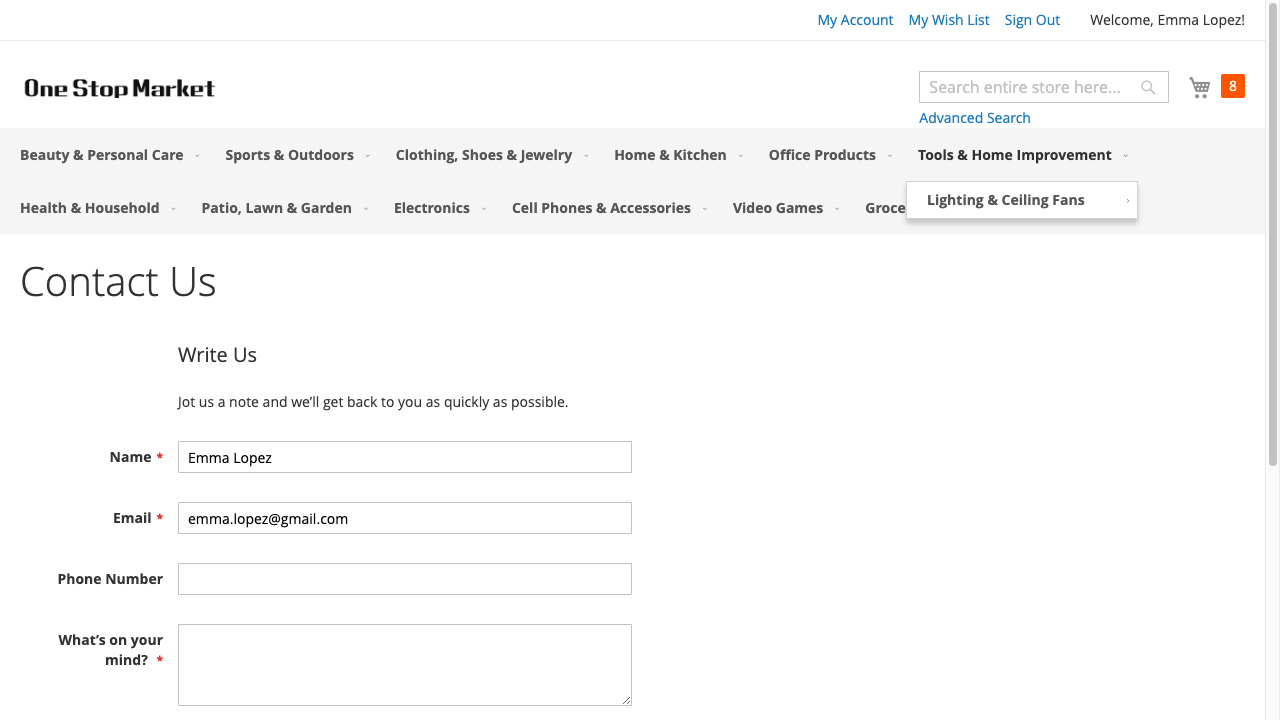 My Account My Wish List Sign Out Welcome, Emma Lopez!
One Stop Market
Search entire store here...
8
Advanced Search
Beauty & Personal Care Sports & Outdoors Clothing, Shoes & Jewelry Home & Kitchen Office Products Tools & Home Improvement
Lighting & Ceiling Fans
Health & Household Patio, Lawn & Garden Electronics Cell Phones & Accessories Video Games Groce
Contact Us
Write Us
Jot us a note and we’ll get back to you as quickly as possible.
Name * Emma Lopez
Email * emma.lopez@gmail.com
Phone Number
What’s on your
mind? *